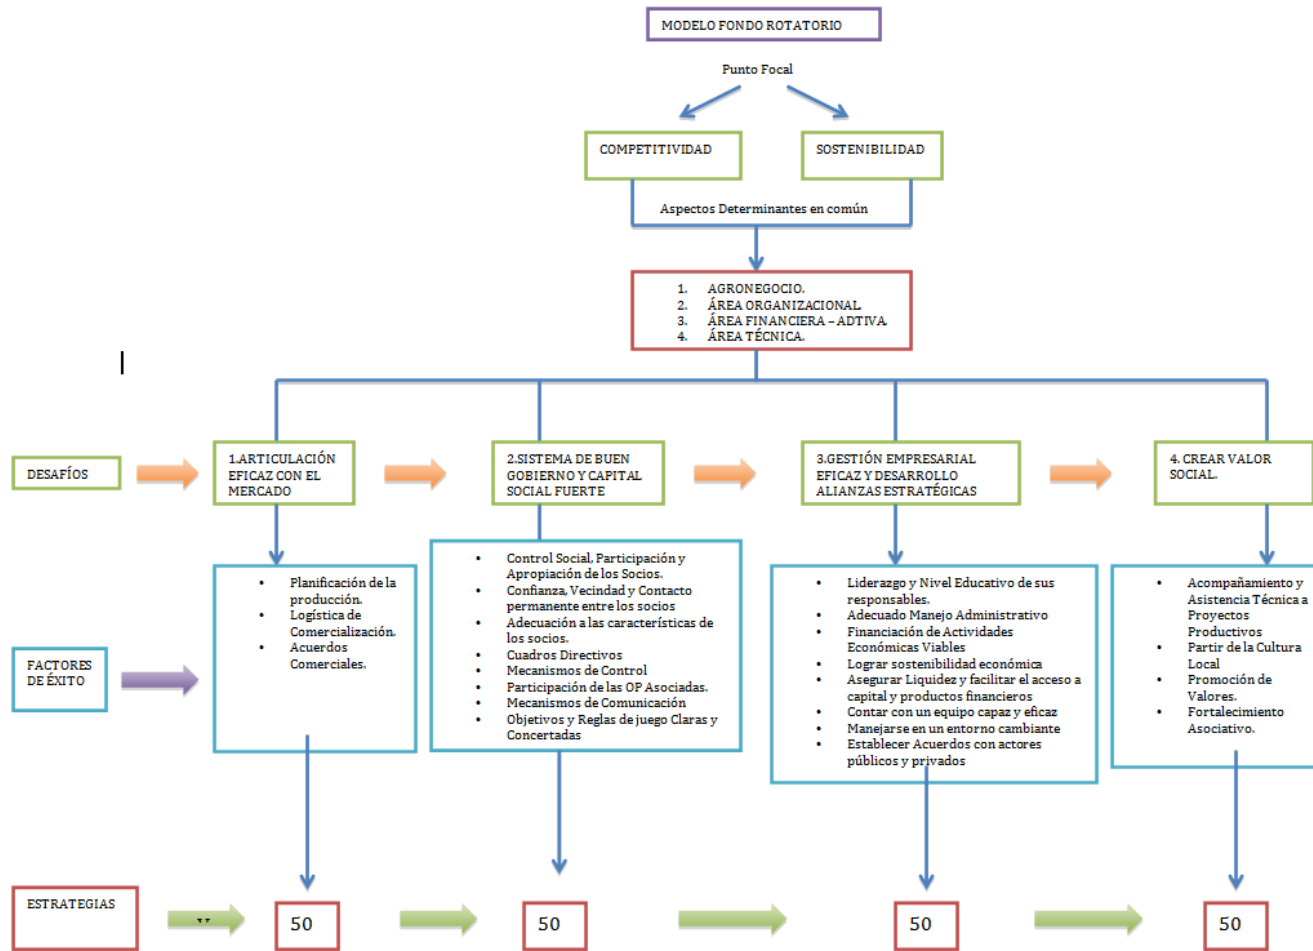 MODELO FONDO ROTATORIO
Punto Focal
COMPETITIVIDAD
SOSTENIBILIDAD
Aspectos Determinantes en común
1. AGRONEGOCIO.
2. ÁREA ORGANIZACIONAL.
3. ÁREA FINANCIERA – ADTIVA.
4. ÁREA TÉCNICA.
DESAFÍOS
1.ARTICULACIÓN
EFICAZ CON EL
MERCADO
2.SISTEMA DE BUEN
GOBIERNO Y CAPITAL
SOCIAL FUERTE
3.GESTIÓN EMPRESARIAL
EFICAZ Y DESARROLLO
ALIANZAS ESTRATÉGICAS
4. CREAR VALOR
SOCIAL.
FACTORES
DE ÉXITO
• Planificación de la
producción.
• Logística de
Comercialización.
• Acuerdos
Comerciales.
• Control Social, Participación y
Apropiación de los Socios.
• Confianza, Vecindad y Contacto
permanente entre los socios
• Adecuación a las características de
los socios.
• Cuadros Directivos
• Mecanismos de Control
• Participación de las OP Asociadas.
• Mecanismos de Comunicación
• Objetivos y Reglas de juego Claras y
Concertadas
• Liderazgo y Nivel Educativo de sus
responsables.
• Adecuado Manejo Administrativo
• Financiación de Actividades
Económicas Viables
• Lograr sostenibilidad económica
• Asegurar Liquidez y facilitar el acceso a
capital y productos financieros
• Contar con un equipo capaz y eficaz
• Manejarse en un entorno cambiante
• Establecer Acuerdos con actores
públicos y privados
• Acompañamiento y
Asistencia Técnica a
Proyectos
Productivos
• Partir de la Cultura
Local
• Promoción de
Valores.
• Fortalecimiento
Asociativo.
ESTRATEGIAS
50
50
50
50